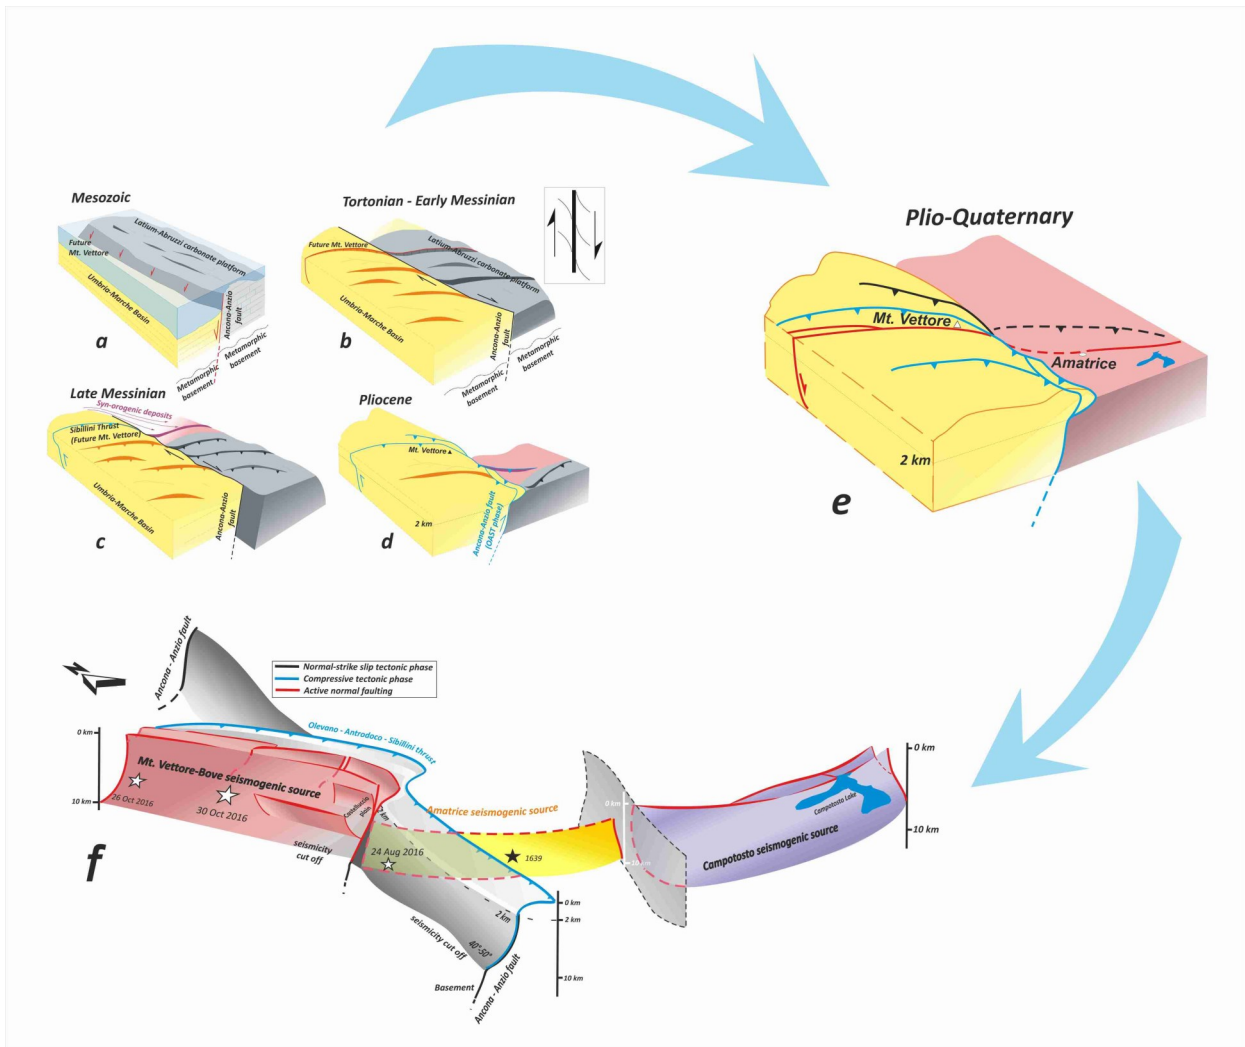 Mesozoic
Latium-Abruzzi carbonate platform
Future
Mt. Vettore
Umbria-Marche Basin
Ancona-Anzio
fault
Metamorphic
basement
Metamorphic
basement
a
Tortonian - Early Messinian
Future Mt. Vettore
Latium-Abruzzi carbonate platform
Umbria-Marche Basin
Ancona-Anzio
fault
Metamorphic
basement
Metamorphic
basement
b
Late Messinian
Syn-orogenic deposits
Sibillini Thrust
(Future Mt. Vettore)
Umbria-Marche Basin
Ancona-Anzio
fault
c
Pliocene
Mt. Vettore
2 km
Ancona-Anzio fault
(OAST phase)
d
Plio-Quaternary
Mt. Vettore
Amatrice
2 km
e
N
Ancona - Anzio fault
Normal-strike slip tectonic phase
Compressive tectonic phase
Active normal faulting
0 km
10 km
Olevano - Antrodoco - Sibillini thrust
Mt. Vettore-Bove seismogenic source
26 Oct 2016
30 Oct 2016
Castelluccio
plain
2 km
seismicity
cut off
Amatrice seismogenic source
24 Aug 2016
1639
0 km
10 km
Campotosto Lake
Campotosto seismogenic source
0 km
10 km
f
seismicity cut off
2 km
40°-50°
Basement
Ancona - Anzio fault
0 km
2 km
10 km